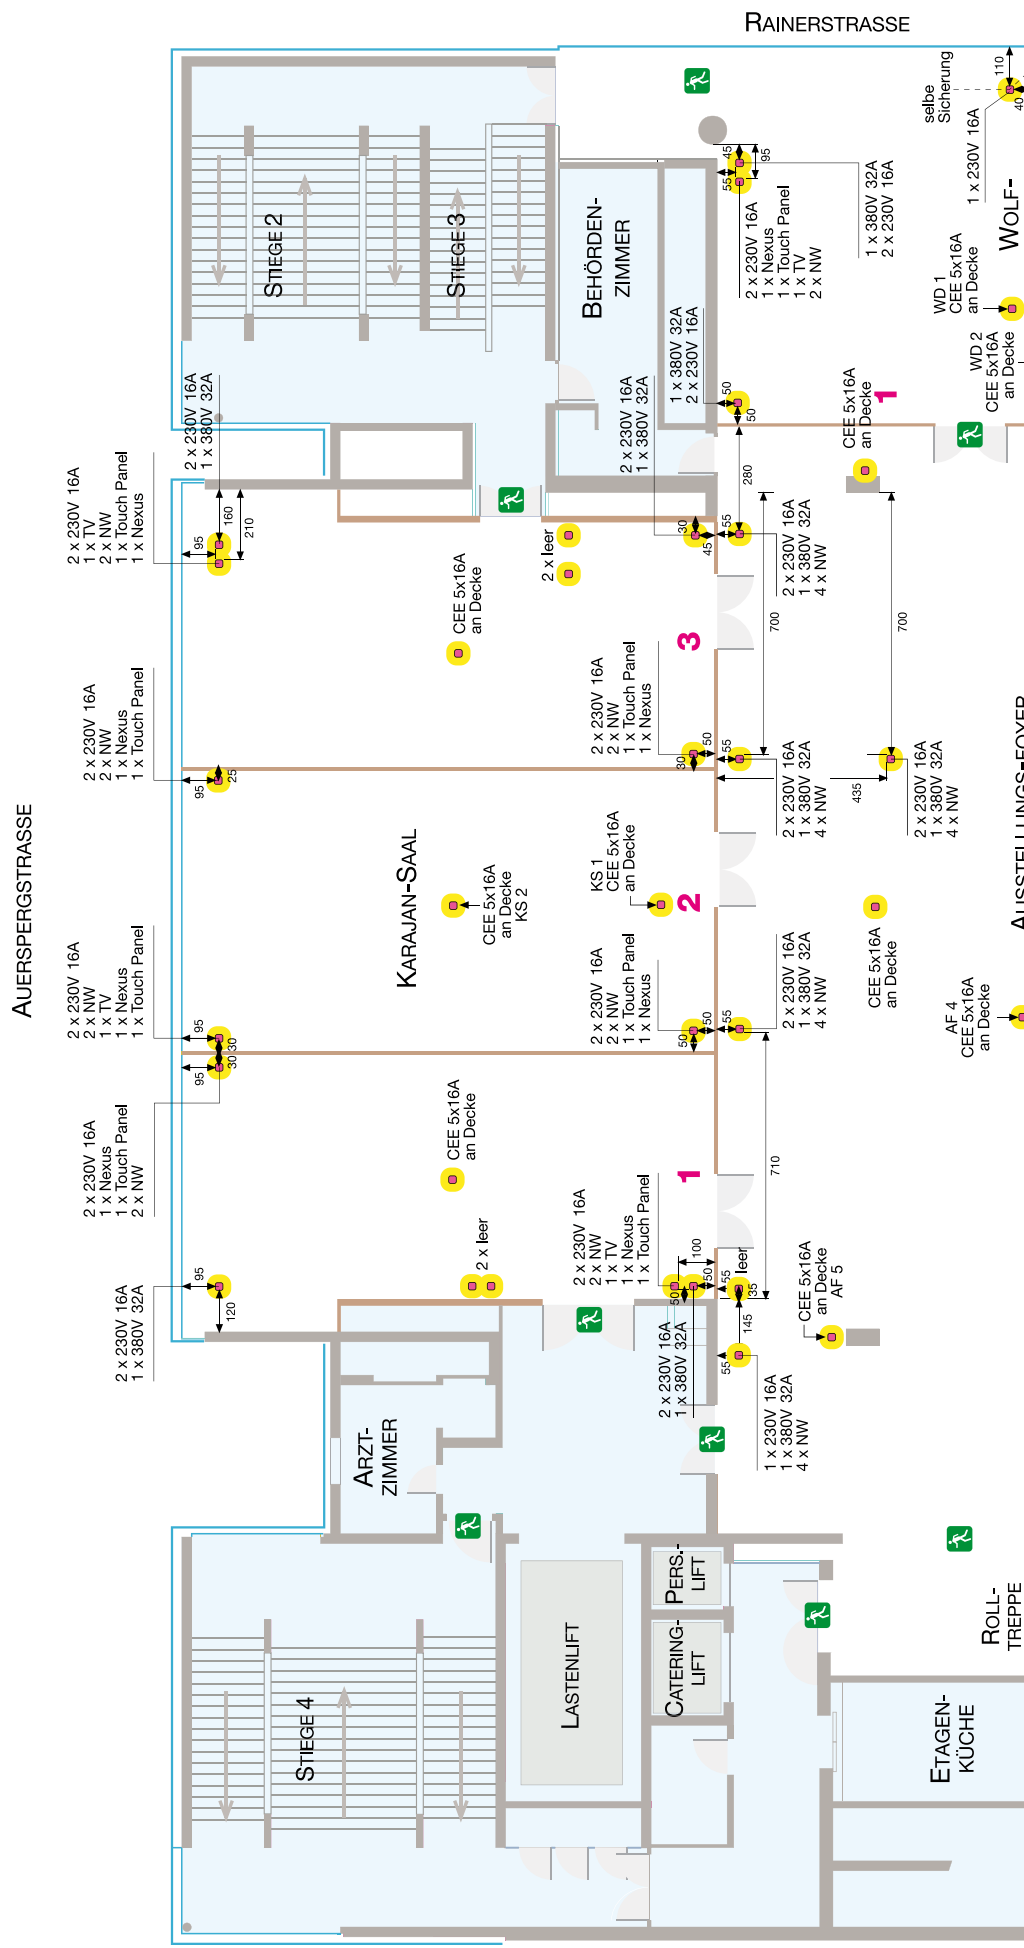 RAINERSTRASSE
AUERSPERGSTRASSE
STIEGE 2
STIEGE 3
BEHÖRDEN-
ZIMMER
selbe
Sicherung
110
40
1 x 230V 16A
WOLF-
45
95
55
1 x 380V 32A
2 x 230V 16A
2 x 230V 16A
1 x Nexus
1 x Touch Panel
1 x TV
2 x NW
WD 1
CEE 5x16A
an Decke
WD 2
CEE 5x16A
an Decke
1 x 380V 32A
2 x 230V 16A
50
50
CEE 5x16A
an Decke
1
2 x 230V 16A
1 x 380V 32A
2 x 230V 16A
1 x TV
2 x NW
1 x Touch Panel
1 x Nexus
160
210
95
2 x 230V 16A
1 x 380V 32A
30
45
280
55
2 x leer
2 x 230V 16A
1 x 380V 32A
4 x NW
CEE 5x16A
an Decke
700
700
3
2 x 230V 16A
2 x NW
1 x Nexus
1 x Touch Panel
95
25
2 x 230V 16A
2 x NW
1 x Touch Panel
1 x Nexus
50
30
55
435
2 x 230V 16A
1 x 380V 32A
4 x NW
2 x 230V 16A
1 x 380V 32A
4 x NW
KARAJAN-SAAL
CEE 5x16A
an Decke
KS 2
KS 1
CEE 5x16A
an Decke
2
CEE 5x16A
an Decke
AUSSTELLUNGS-FOYER
2 x 230V 16A
2 x NW
1 x TV
1 x Nexus
1 x Touch Panel
95
30
30
95
2 x 230V 16A
2 x NW
1 x Touch Panel
1 x Nexus
50
50
55
2 x 230V 16A
1 x 380V 32A
4 x NW
AF 4
CEE 5x16A
an Decke
2 x 230V 16A
1 x Nexus
1 x Touch Panel
2 x NW
CEE 5x16A
an Decke
710
1
2 x 230V 16A
1 x 380V 32A
95
120
2 x leer
2 x 230V 16A
2 x NW
1 x TV
1 x Nexus
1 x Touch Panel
100
50
50
55
35
leer
145
55
2 x 230V 16A
1 x 380V 32A
CEE 5x16A
an Decke
AF 5
1 x 230V 16A
1 x 380V 32A
4 x NW
ARZT-
ZIMMER
STIEGE 4
LASTENLIFT
PERS.-
LIFT
CATERING-
LIFT
ROLL-
TREPPE
ETAGEN-
KÜCHE